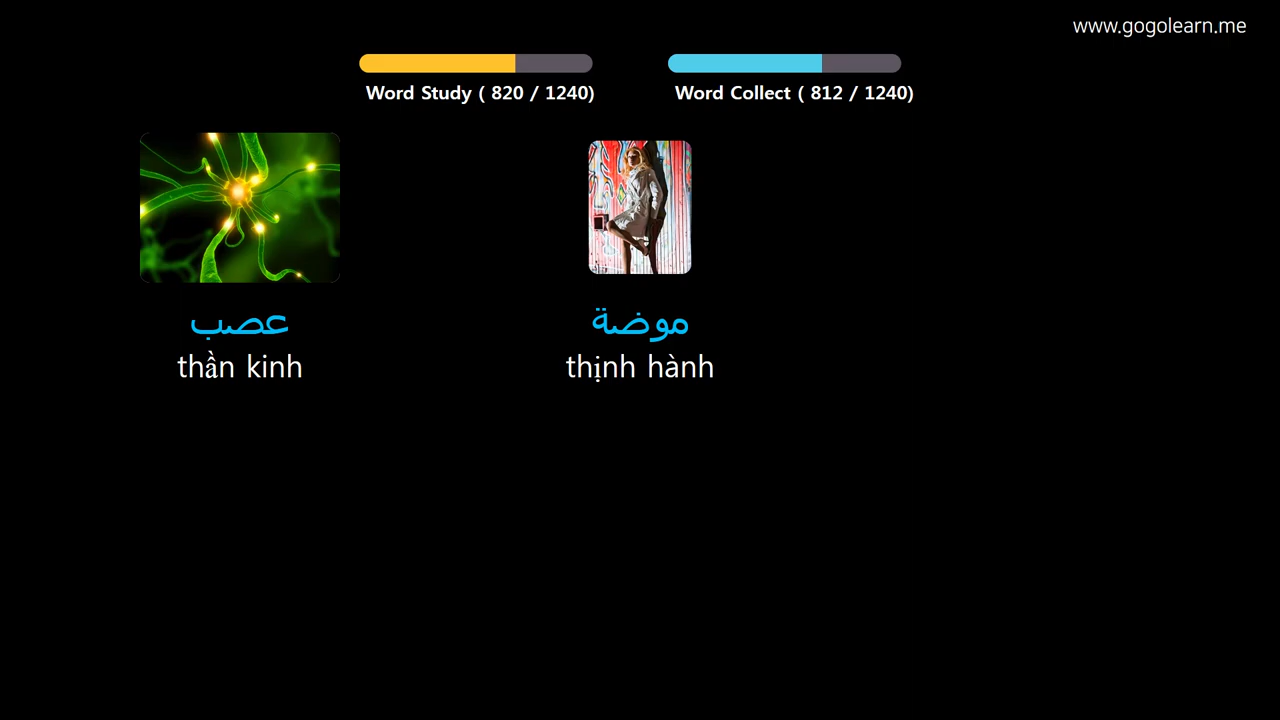 www.gogolearn.me
Word Study ( 820 / 1240)
Word Collect ( 812 / 1240)
عصب
thần kinh
موضة
thịnh hành